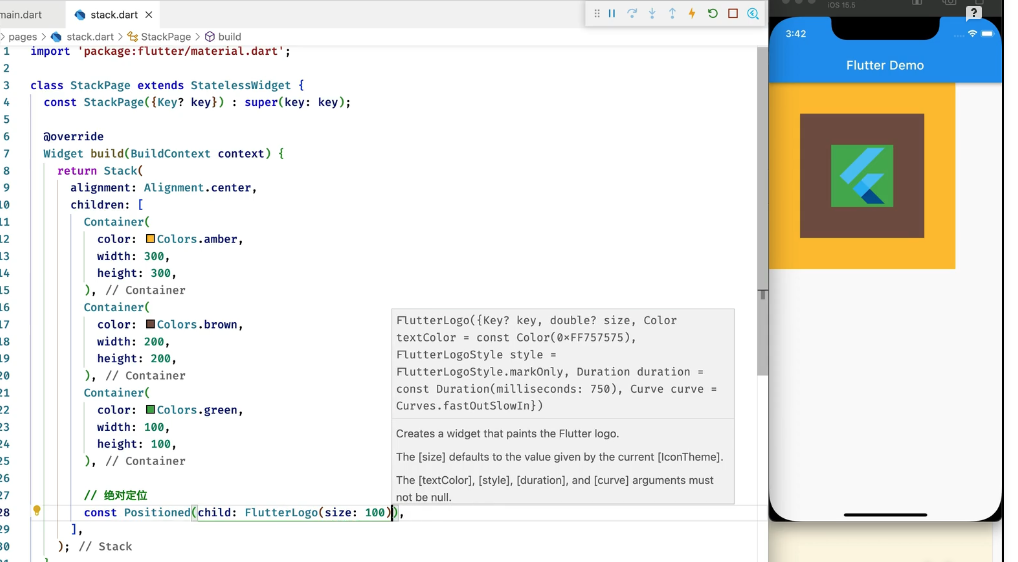 main.dart
stack.dart ×
iOS 15.5
pages > stack.dart > StackPage > build
1 import 'package:flutter/material.dart';
2
3 class StackPage extends StatelessWidget {
4 const StackPage({Key? key}) : super(key: key);
5
6 @override
7 Widget build(BuildContext context) {
8 return Stack(
9 alignment: Alignment.center,
10 children: [
11 Container(
12 color: Colors.amber,
13 width: 300,
14 height: 300,
15 ), // Container
16 Container(
17 color: Colors.brown,
18 width: 200,
19 height: 200,
20 ), // Container
21 Container(
22 color: Colors.green,
23 width: 100,
24 height: 100,
25 ), // Container
26
27 // 绝对定位
28 const Positioned(child: FlutterLogo(size: 100)),
29 ],
30 ); // Stack
FlutterLogo({Key? key, double? size, Color
textColor = const Color(0×FF757575),
FlutterLogoStyle style =
FlutterLogoStyle.markOnly, Duration duration =
const Duration(milliseconds: 750), Curve curve =
Curves.fastOutSlowIn})
Creates a widget that paints the Flutter logo.
The [size] defaults to the value given by the current [IconTheme].
The [textColor], [style], [duration], and [curve] arguments must
not be null.
?
3:42
Flutter Demo